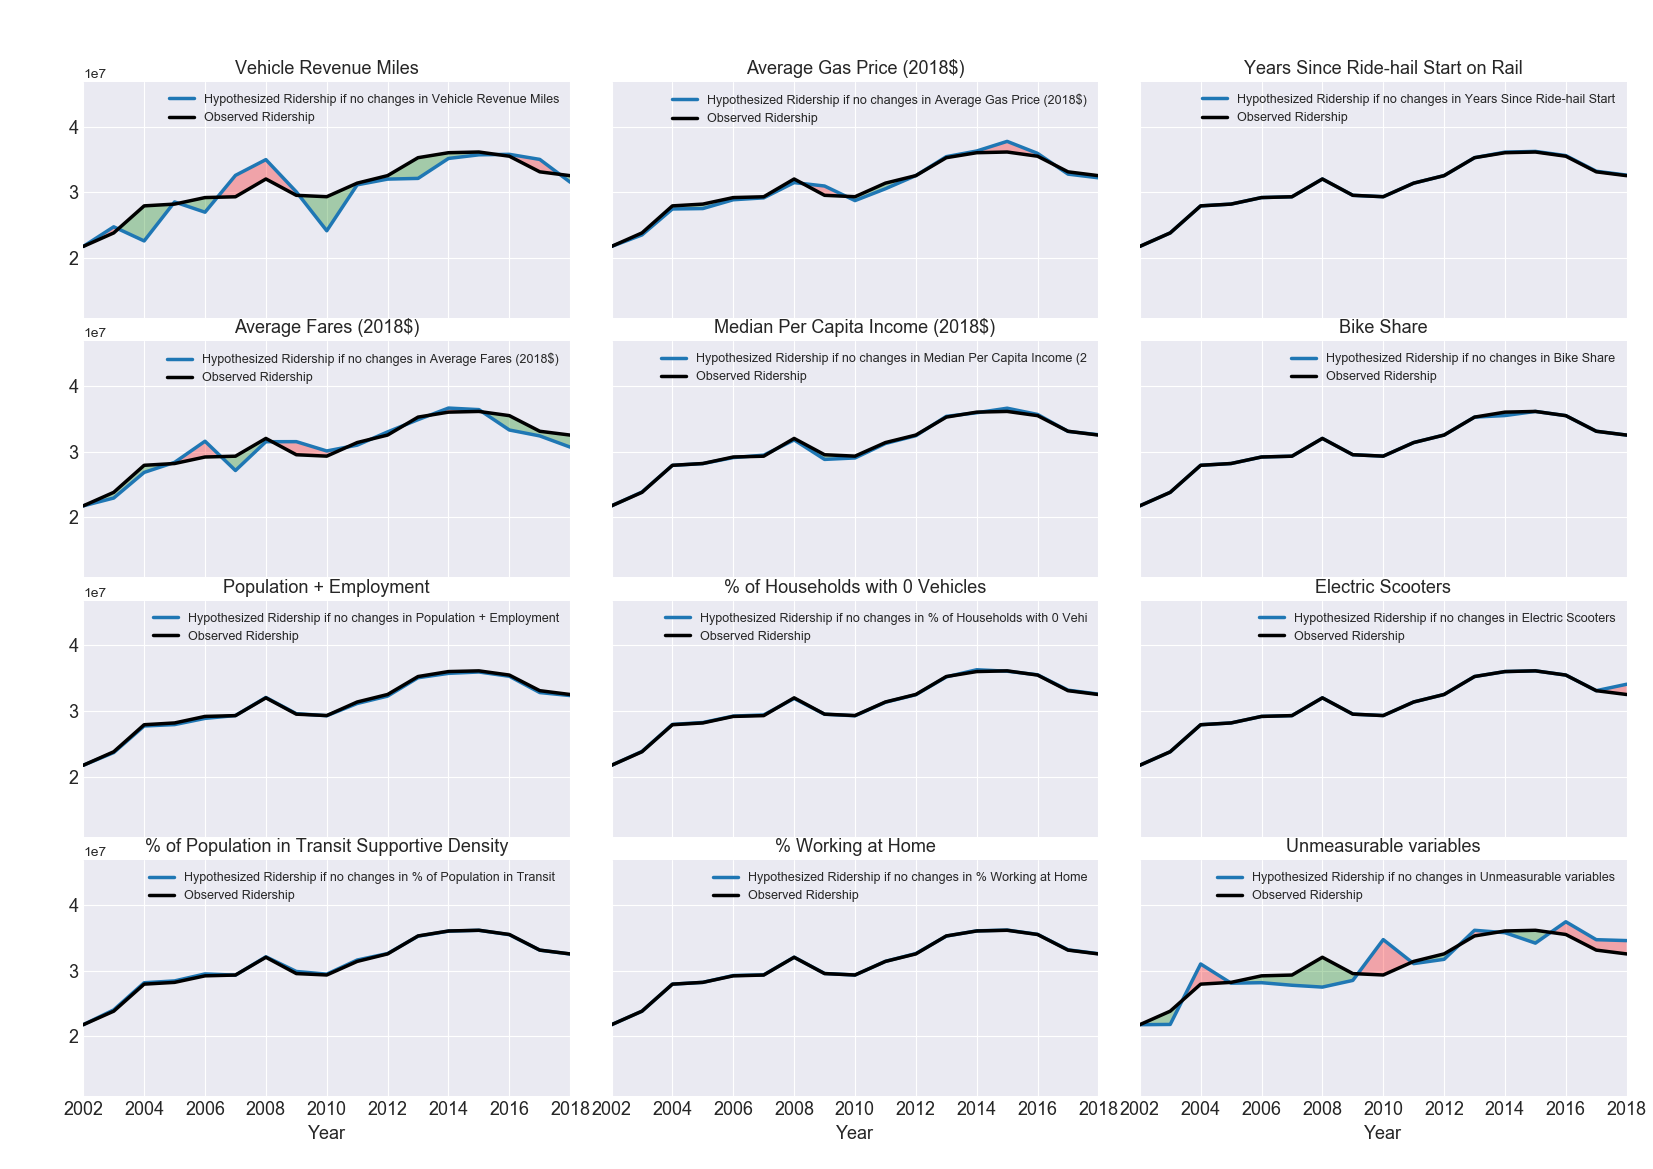 Vehicle Revenue Miles
1e7
Hypothesized Ridership if no changes in Vehicle Revenue Miles
Observed Ridership
4
3
2
Average Gas Price (2018$)
Hypothesized Ridership if no changes in Average Gas Price (2018$)
Observed Ridership
Years Since Ride-hail Start on Rail
Hypothesized Ridership if no changes in Years Since Ride-hail Start
Observed Ridership
Average Fares (2018$)
1e7
Hypothesized Ridership if no changes in Average Fares (2018$)
Observed Ridership
4
3
2
Median Per Capita Income (2018$)
Hypothesized Ridership if no changes in Median Per Capita Income (2
Observed Ridership
Bike Share
Hypothesized Ridership if no changes in Bike Share
Observed Ridership
Population + Employment
1e7
Hypothesized Ridership if no changes in Population + Employment
Observed Ridership
4
3
2
% of Households with 0 Vehicles
Hypothesized Ridership if no changes in % of Households with 0 Vehi
Observed Ridership
Electric Scooters
Hypothesized Ridership if no changes in Electric Scooters
Observed Ridership
% of Population in Transit Supportive Density
1e7
Hypothesized Ridership if no changes in % of Population in Transit
Observed Ridership
4
3
2
2002 2004 2006 2008 2010 2012 2014 2016 2018
Year
% Working at Home
Hypothesized Ridership if no changes in % Working at Home
Observed Ridership
2002 2004 2006 2008 2010 2012 2014 2016 2018
Year
Unmeasurable variables
Hypothesized Ridership if no changes in Unmeasurable variables
Observed Ridership
2002 2004 2006 2008 2010 2012 2014 2016 2018
Year